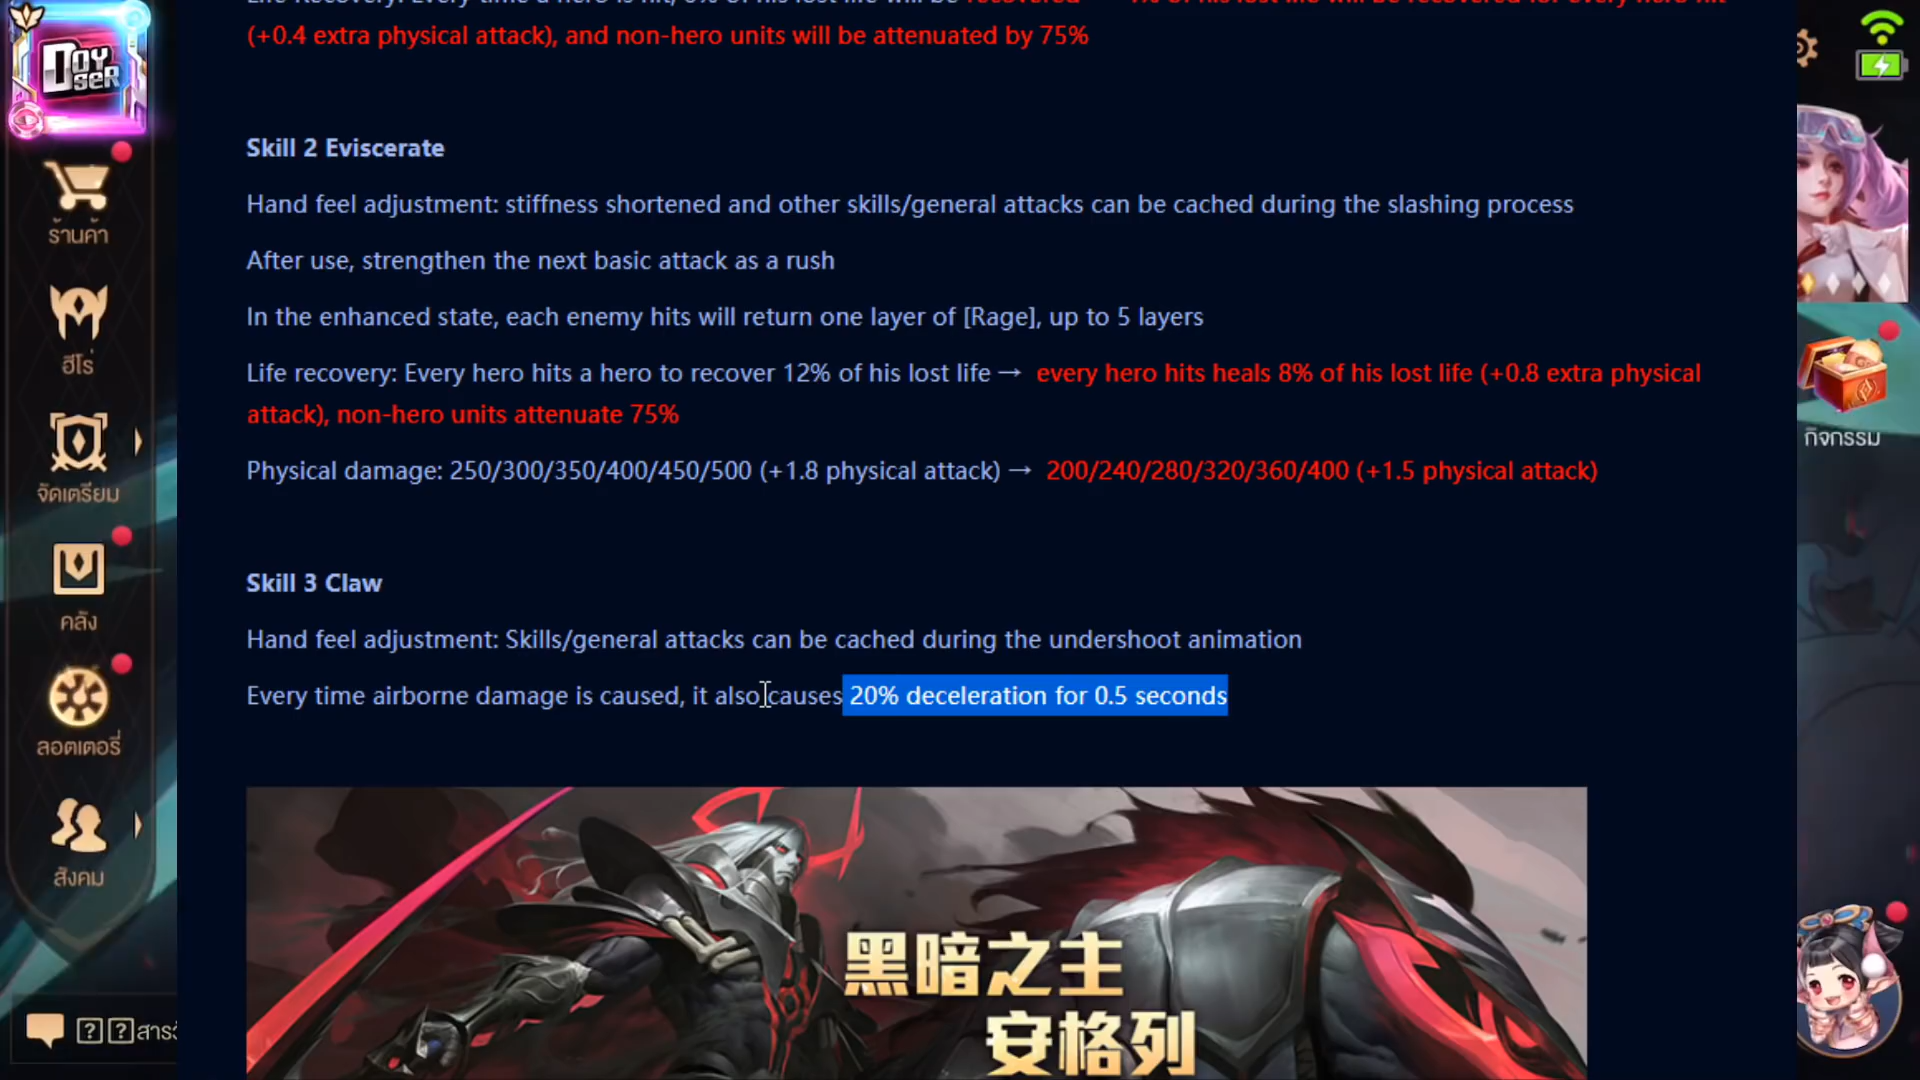 (+0.4 extra physical attack), and non-hero units will be attenuated by 75%
DOYSER
Skill 2 Eviscerate
Hand feel adjustment: stiffness shortened and other skills/general attacks can be cached during the slashing process
After use, strengthen the next basic attack as a rush
In the enhanced state, each enemy hits will return one layer of [Rage], up to 5 layers
Life recovery: Every hero hits a hero to recover 12% of his lost life → every hero hits heals 8% of his lost life (+0.8 extra physical
attack), non-hero units attenuate 75%
Physical damage: 250/300/350/400/450/500 (+1.8 physical attack) → 200/240/280/320/360/400 (+1.5 physical attack)
Skill 3 Claw
Hand feel adjustment: Skills/general attacks can be cached during the undershoot animation
Every time airborne damage is caused, it also causes 20% deceleration for 0.5 seconds
黑暗之主
安格列
ร้านค้า
ฮีโร่
จัดเตรียม
คลัง
ลอตเตอรี่
สังคม
กิจกรรม